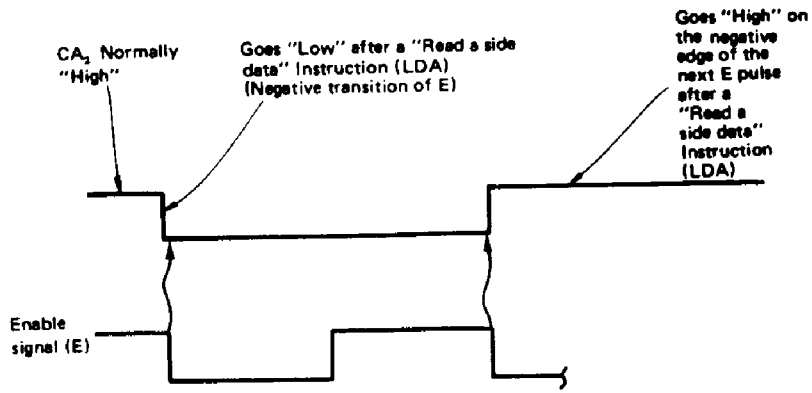 CA₂ Normally
"High"
Goes "Low" after a "Read a side
data" Instruction (LDA)
(Negative transition of E)
Goes "High" on
the negative
edge of the
next E pulse
after a
"Read a
side data"
Instruction
(LDA)
Enable
signal (E)